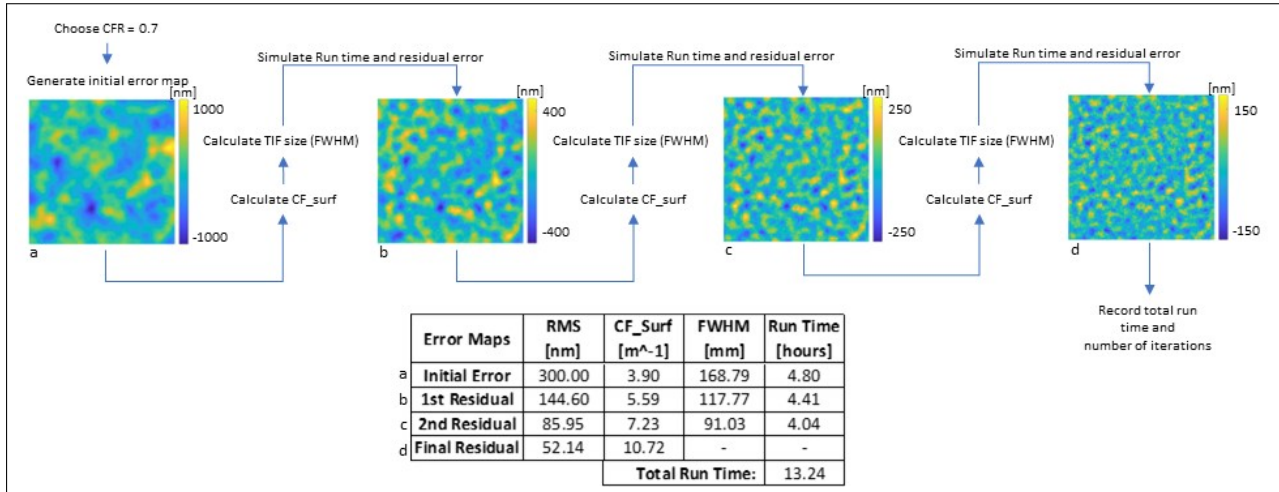 Choose CFR = 0.7
Generate initial error map
Simulate Run time and residual error
Simulate Run time and residual error
Simulate Run time and residual error
[nm]
1000
-1000
a
Calculate TIF size (FWHM)
Calculate CF_surf
[nm]
400
-400
b
Calculate TIF size (FWHM)
Calculate CF_surf
[nm]
250
-250
c
Calculate TIF size (FWHM)
Calculate CF_surf
[nm]
150
-150
d
Record total run
time and
number of iterations
Error Maps RMS [nm] CF_Surf [m^-1] FWHM [mm] Run Time [hours]
a Initial Error 300.00 3.90 168.79 4.80
b 1st Residual 144.60 5.59 117.77 4.41
c 2nd Residual 85.95 7.23 91.03 4.04
d Final Residual 52.14 10.72 - -
Total Run Time: 13.24